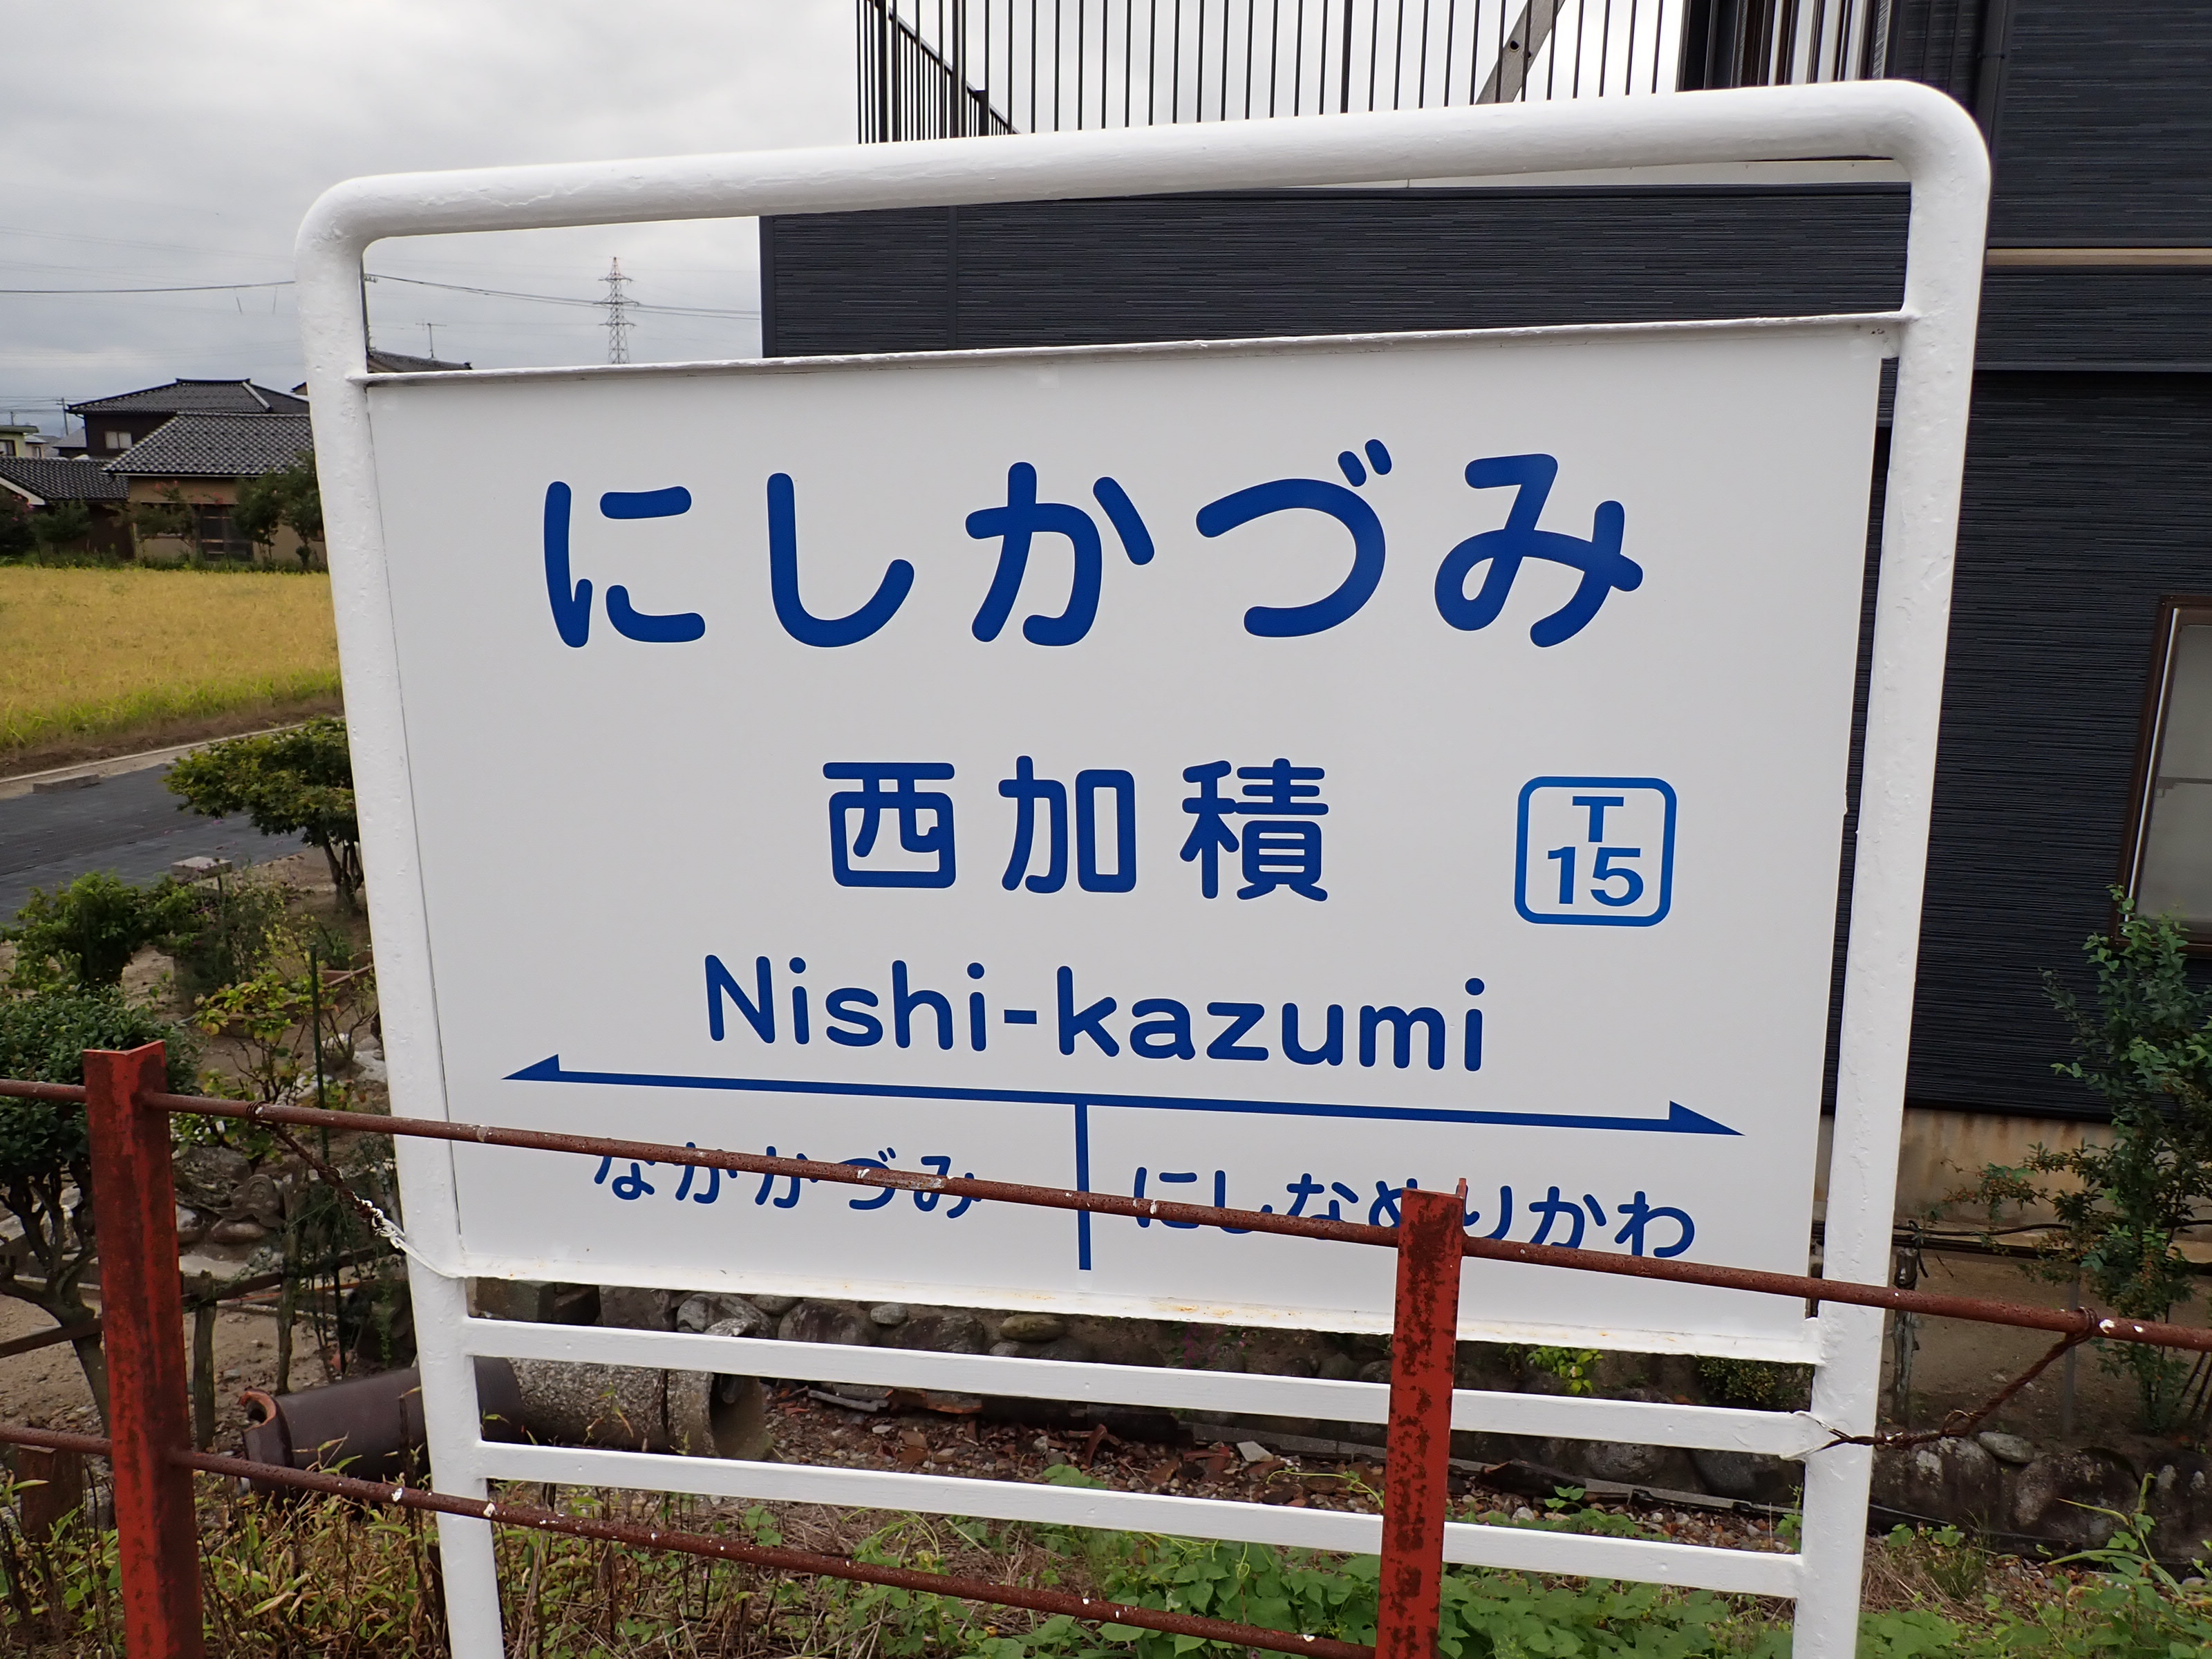 にしかづみ
西加積
T
15
Nishi-kazumi
なかかづみ
にしなめりかわ